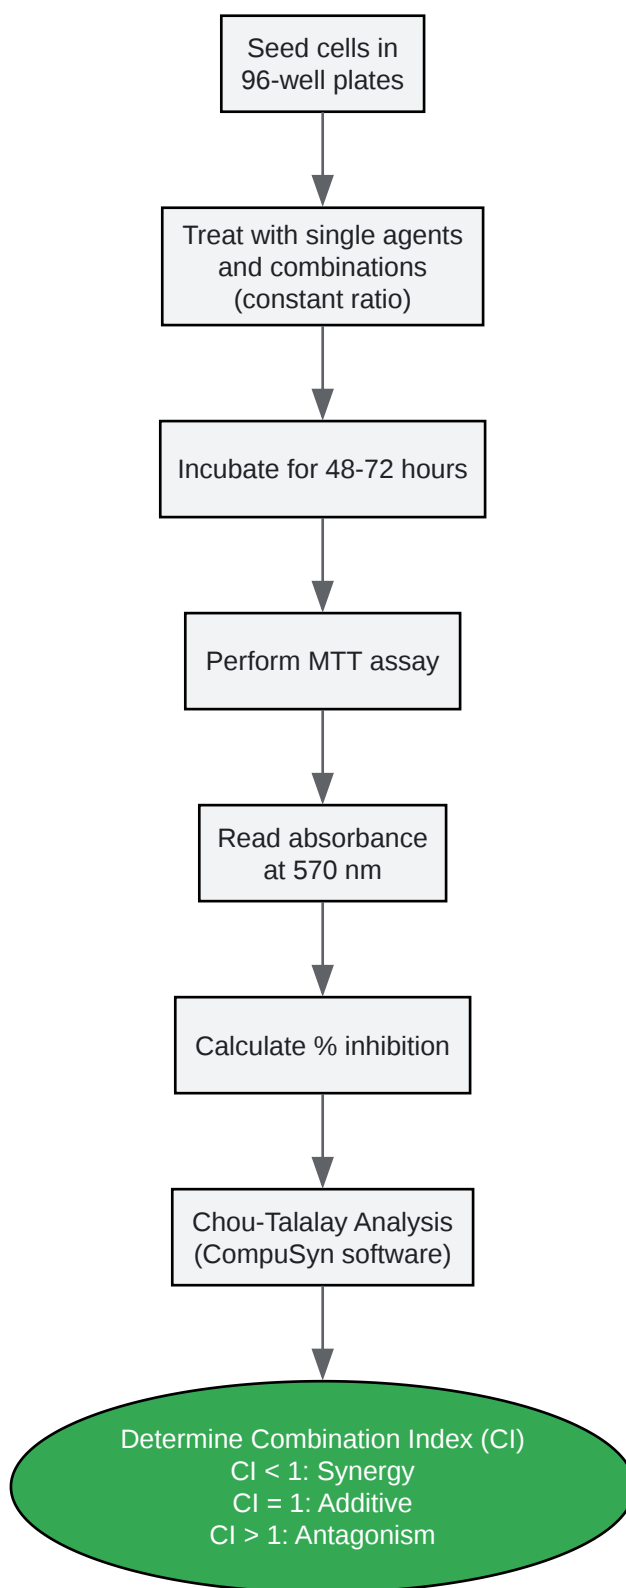 Seed cells in
96-well plates
Treat with single agents
and combinations
(constant ratio)
Incubate for 48-72 hours
Perform MTT assay
Read absorbance
at 570 nm
Calculate % inhibition
Chou-Talalay Analysis
(CompuSyn software)
Determine Combination Index (CI)
CI < 1: Synergy
CI = 1: Additive
CI > 1: Antagonism